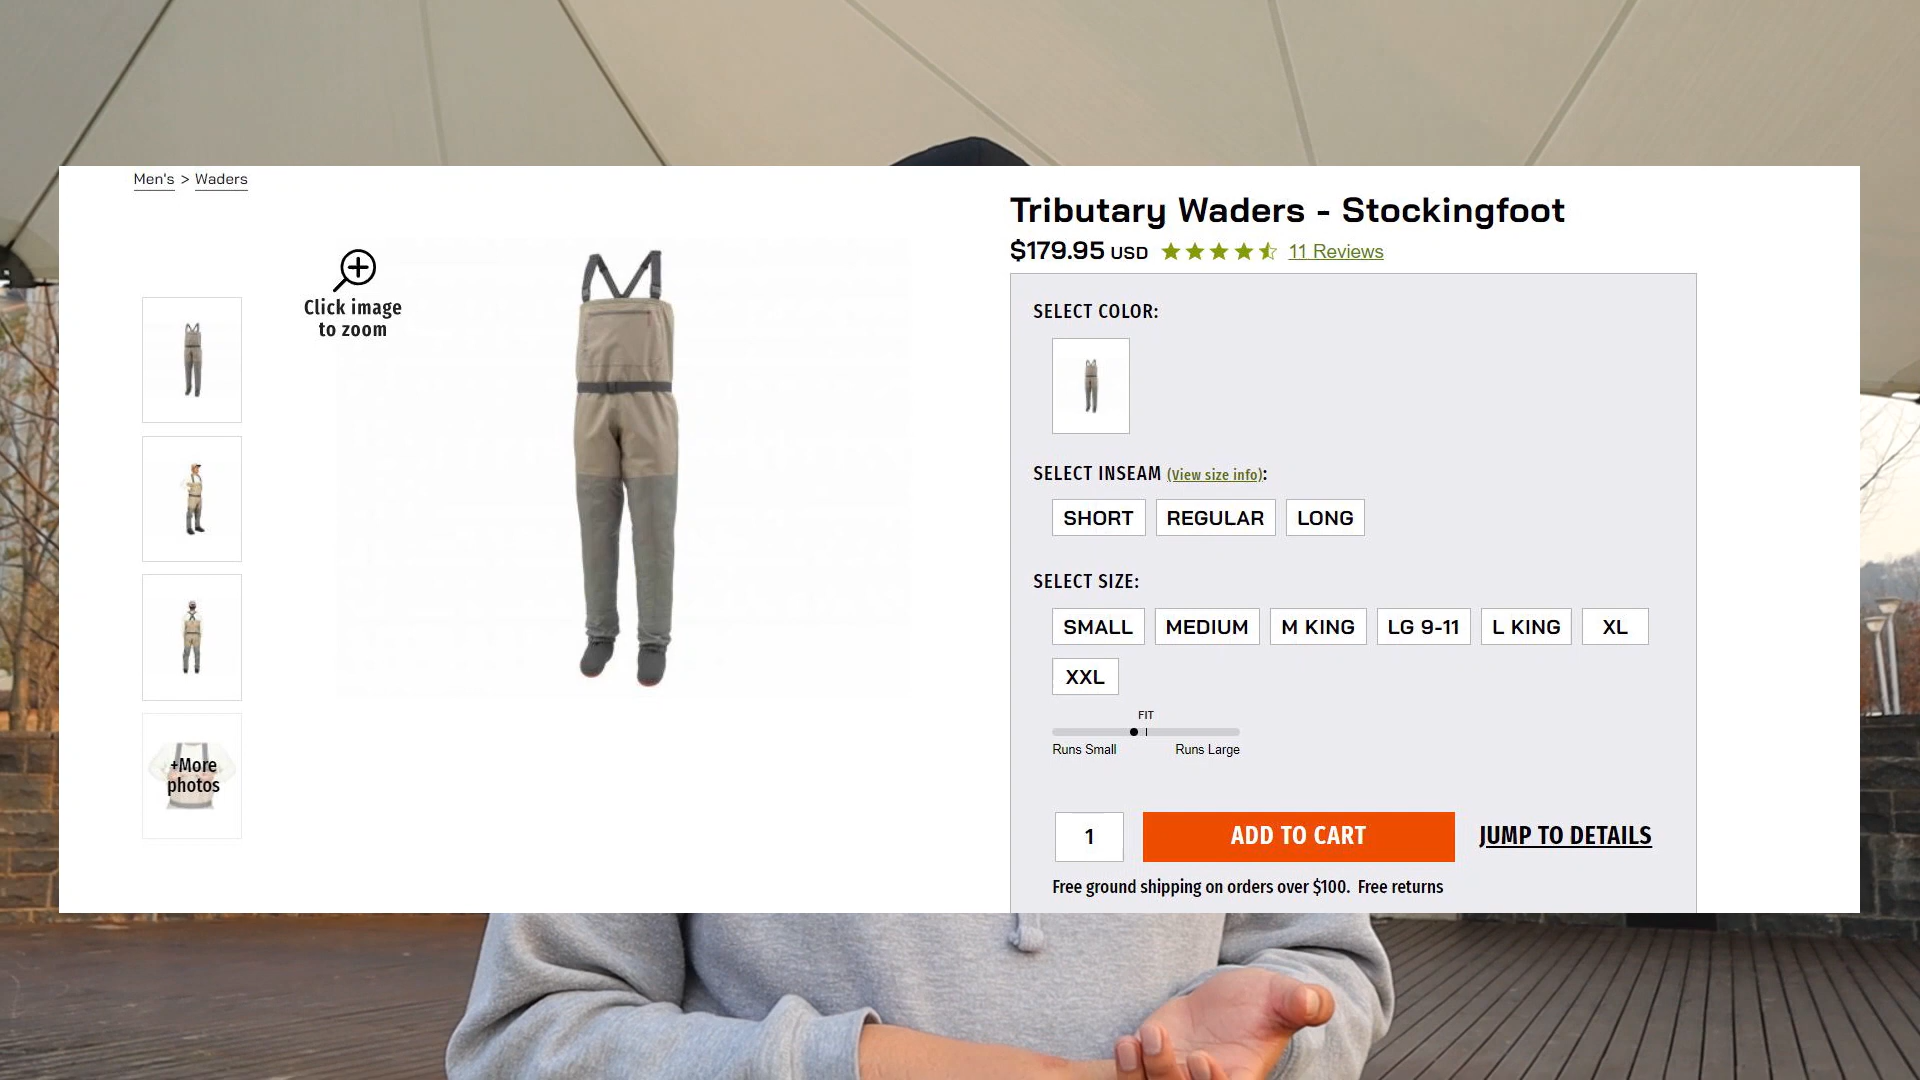 Men's > Waders
Click image
to zoom
+More
photos
Tributary Waders - Stockingfoot
$179.95 USD 11 Reviews
SELECT COLOR:
SELECT INSEAM (View size info):
SHORT REGULAR LONG
SELECT SIZE:
SMALL MEDIUM M KING LG 9-11 L KING XL
XXL
FIT
Runs Small Runs Large
1 ADD TO CART JUMP TO DETAILS
Free ground shipping on orders over $100. Free returns